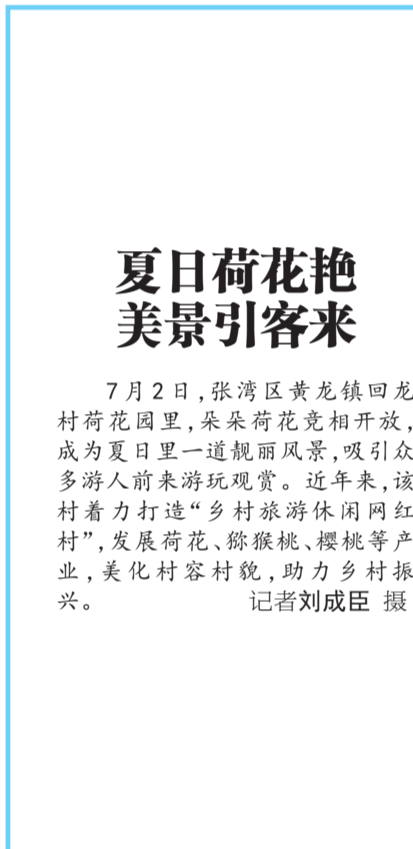 夏日荷花艳
美景引客来
7月2日,张湾区黄龙镇回龙
村荷花园里,朵朵荷花竞相开放,
成为夏日里一道靓丽风景,吸引众
多游人前来游玩观赏。近年来,该
村着力打造“乡村旅游休闲网红
村”,发展荷花、猕猴桃、樱桃等产
业,美化村容村貌,助力乡村振
兴。 记者刘成臣 摄